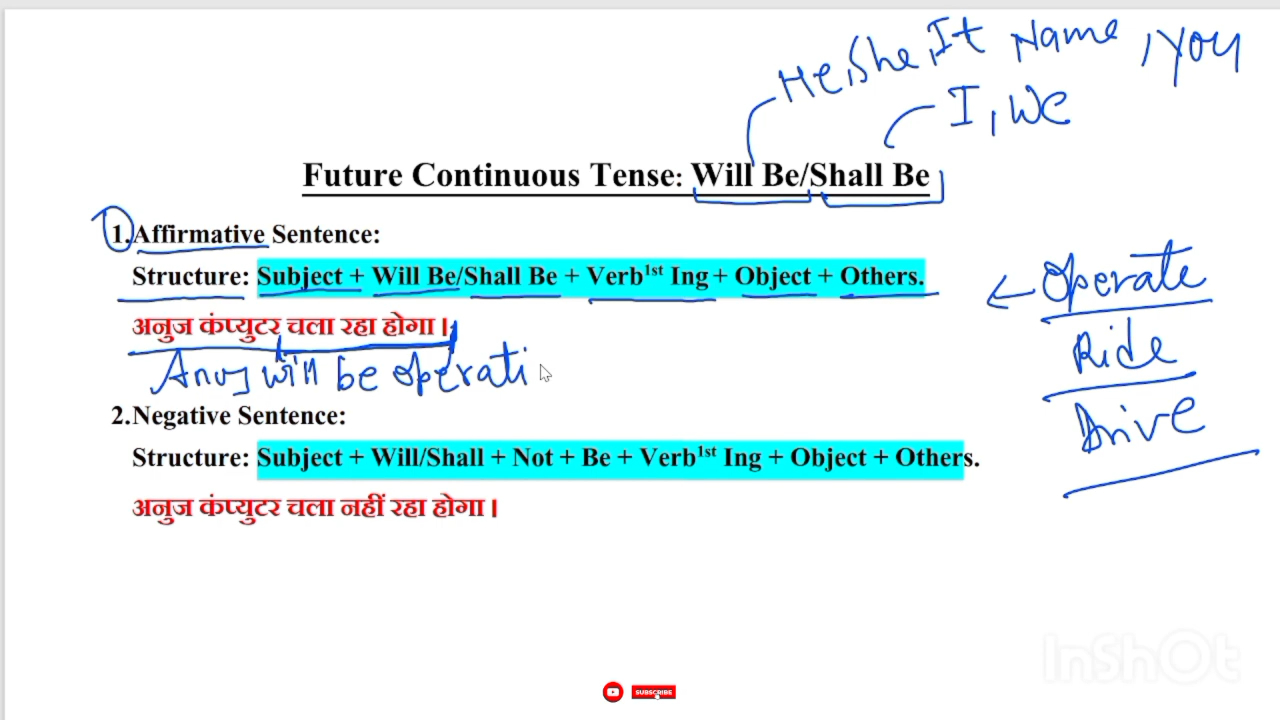 He, She, It Name, You
I, We
Future Continuous Tense: Will Be/Shall Be
1. Affirmative Sentence:
Structure: Subject + Will Be/Shall Be + Verb1st Ing + Object + Others.
अनुज कंप्युटर चला रहा होगा।
Anuj will be operati
Operate
Ride
Drive
2. Negative Sentence:
Structure: Subject + Will/Shall + Not + Be + Verb1st Ing + Object + Others.
अनुज कंप्युटर चला नहीं रहा होगा।
InShOt
SUBSCRIBE